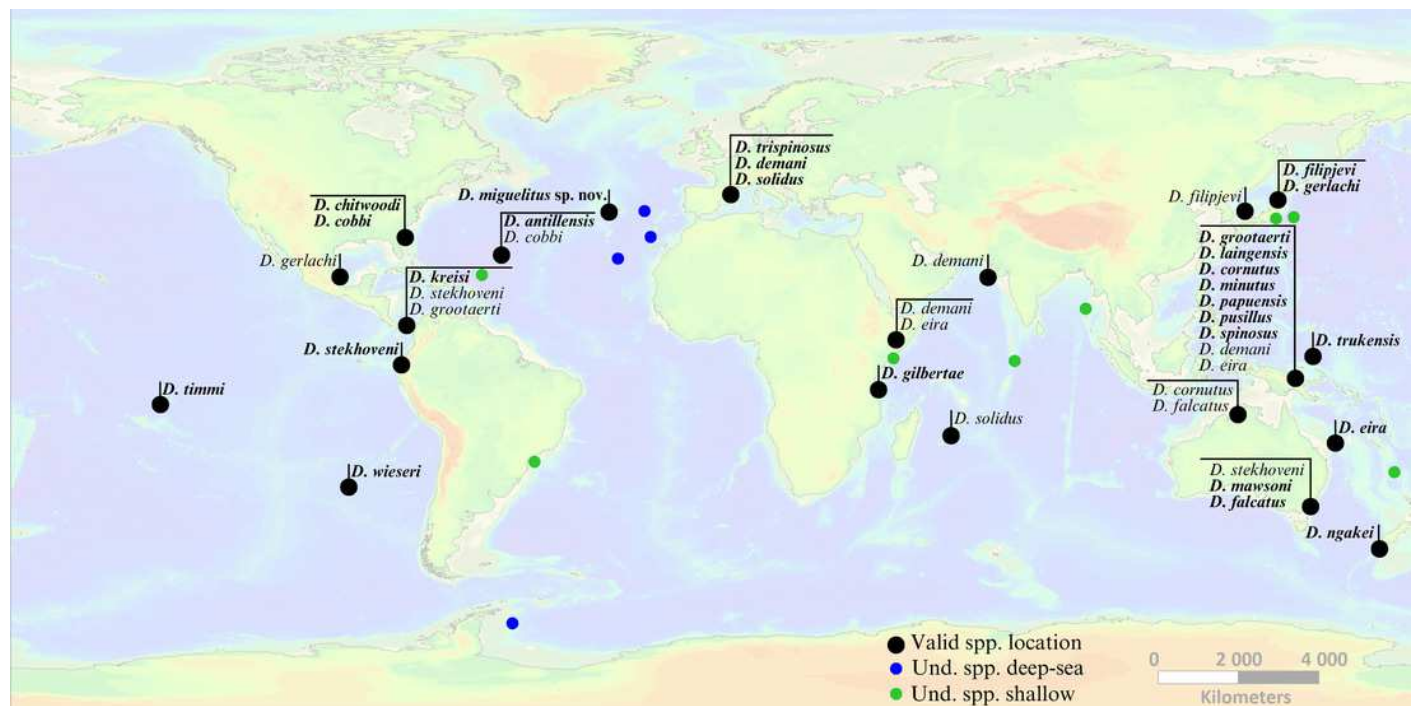 D. trispinosus
D. demani
D. solidus
D. filipjevi
D. gerlachi
D. filipjevi
D. miguelitus sp. nov.
D. chitwoodi
D. cobbi
D. antillensis
D. cobbi
D. gerlachi
D. kreisi
D. stekhoveni
D. grootaerti
D. demani
D. grootaerti
D. laingensis
D. cornutus
D. minutus
D. papuensis
D. pusillus
D. spinosus
D. demani
D. eira
D. demani
D. eira
D. trukensis
D. stekhoveni
D. gilbertae
D. timmi
D. cornutus
D. falcatus
D. solidus
D. eira
D. wieseri
D. stekhoveni
D. mawsoni
D. falcatus
D. ngakei
Valid spp. location
Und. spp. deep-sea
Und. spp. shallow
0 2 000 4 000
Kilometers